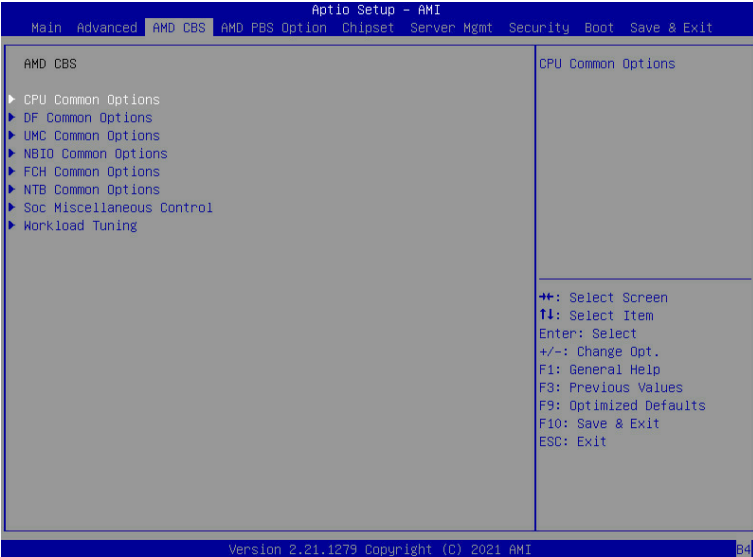 Aptio Setup – AMI
Main Advanced AMD CBS AMD PBS Option Chipset Server Mgmt Security Boot Save & Exit
AMD CBS
CPU Common Options
DF Common Options
UMC Common Options
NBIO Common Options
FCH Common Options
NTB Common Options
Soc Miscellaneous Control
Workload Tuning
CPU Common Options
→←: Select Screen
↑↓: Select Item
Enter: Select
+/-: Change Opt.
F1: General Help
F3: Previous Values
F9: Optimized Defaults
F10: Save & Exit
ESC: Exit
Version 2.21.1279 Copyright (C) 2021 AMI
B4